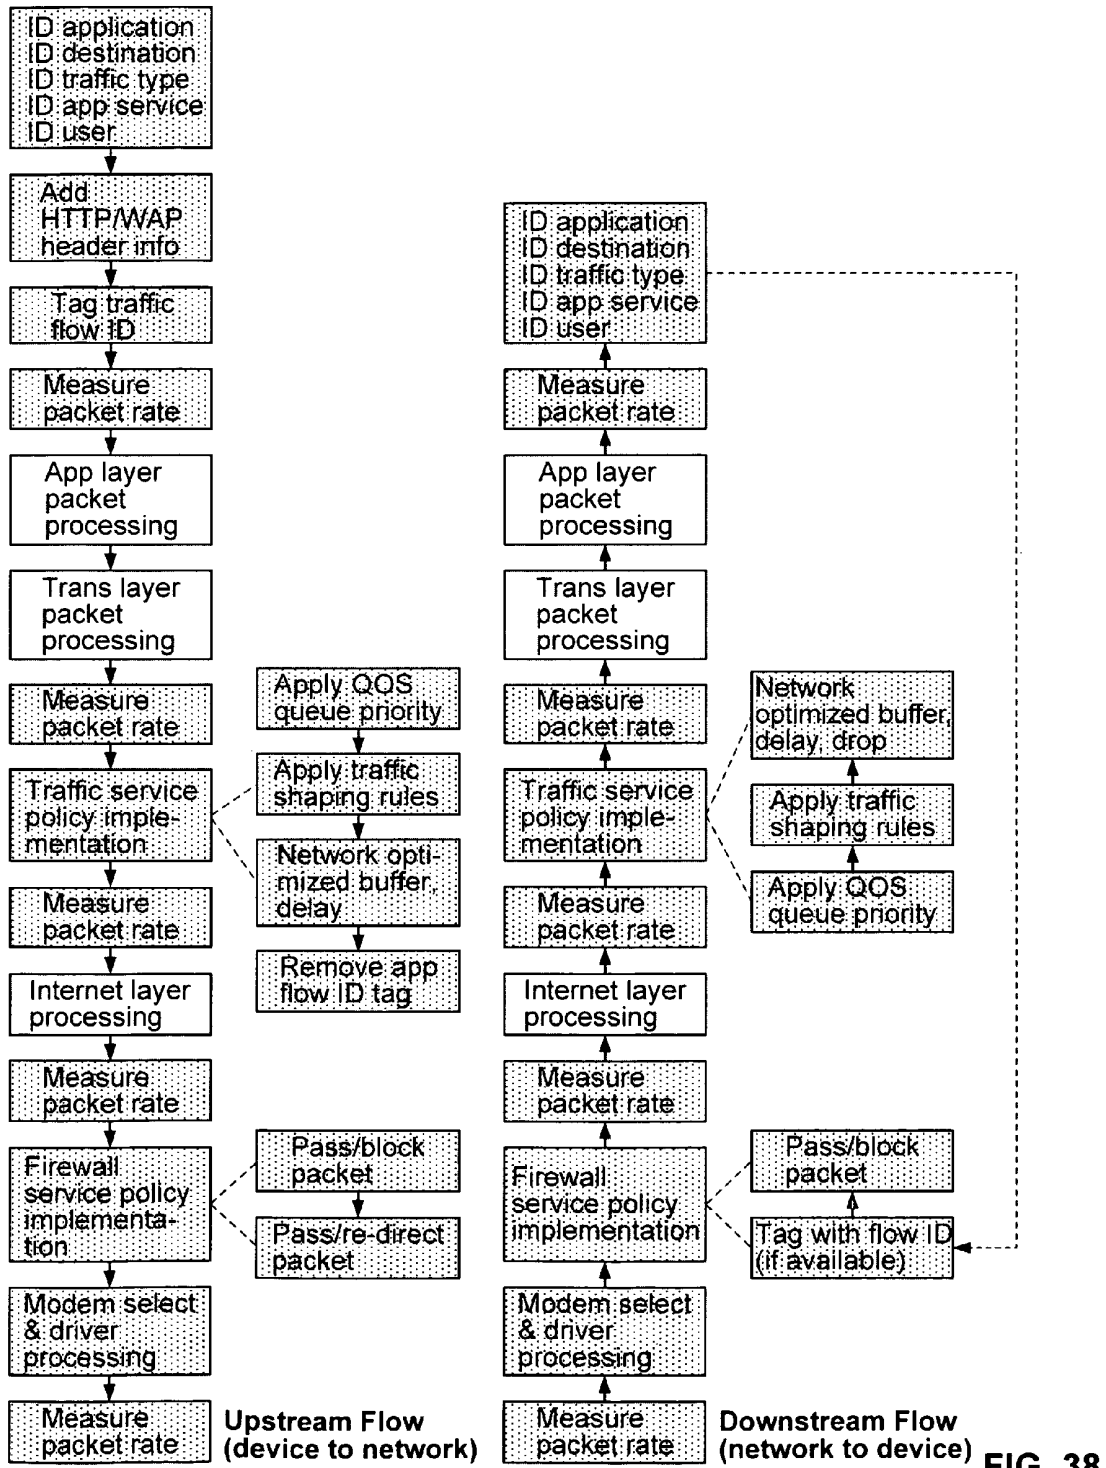 ID application
ID destination
ID traffic type
ID app service
ID user
Add
HTTP/WAP
header info
Tag traffic
flow ID
Measure
packet rate
App layer
packet
processing
Trans layer
packet
processing
Measure
packet rate
Traffic service
policy imple-
mentation
Measure
packet rate
Internet layer
processing
Measure
packet rate
Firewall
service policy
implementa-
tion
Modem select
& driver
processing
Measure
packet rate
Apply QOS
queue priority
Apply traffic
shaping rules
Network opti-
mized buffer,
delay
Remove app
flow ID tag
Pass/block
packet
Pass/re-direct
packet
Upstream Flow
(device to network)
ID application
ID destination
ID traffic type
ID app service
ID user
Measure
packet rate
App layer
packet
processing
Trans layer
packet
processing
Measure
packet rate
Traffic service
policy imple-
mentation
Measure
packet rate
Internet layer
processing
Measure
packet rate
Firewall
service policy
implementation
Modem select
& driver
processing
Measure
packet rate
Network
optimized buffer,
delay, drop
Apply traffic
shaping rules
Apply QOS
queue priority
Pass/block
packet
Tag with flow ID
(if available)
Downstream Flow
(network to device)
FIG. 38